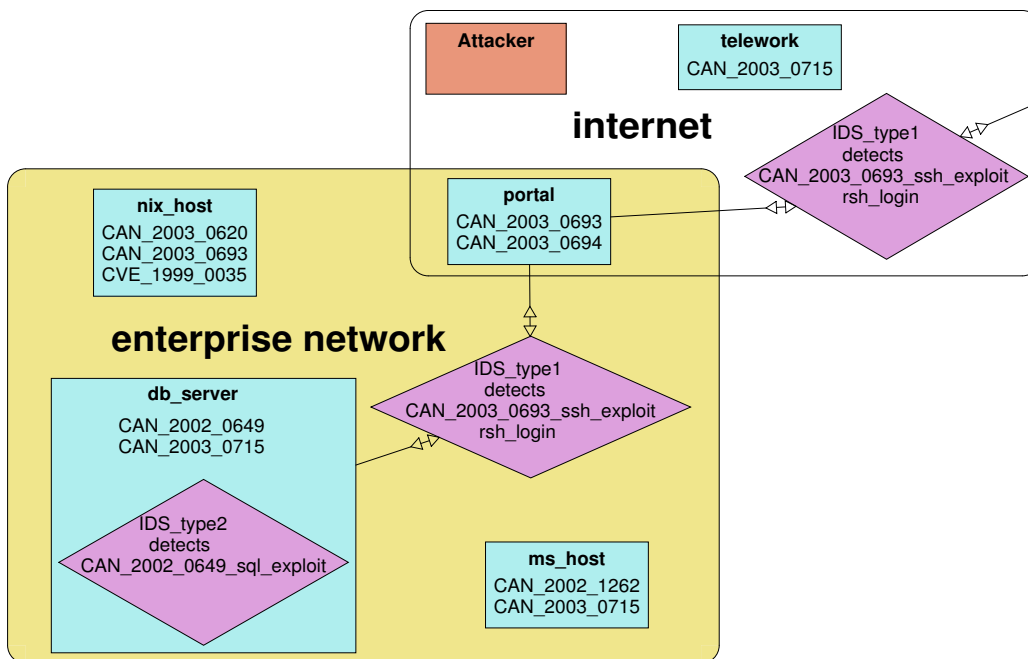 Attacker
telework
CAN_2003_0715
internet
IDS_type1
detects
CAN_2003_0693_ssh_exploit
rsh_login
portal
CAN_2003_0693
CAN_2003_0694
nix_host
CAN_2003_0620
CAN_2003_0693
CVE_1999_0035
enterprise network
IDS_type1
detects
CAN_2003_0693_ssh_exploit
rsh_login
db_server
CAN_2002_0649
CAN_2003_0715
IDS_type2
detects
CAN_2002_0649_sql_exploit
ms_host
CAN_2002_1262
CAN_2003_0715